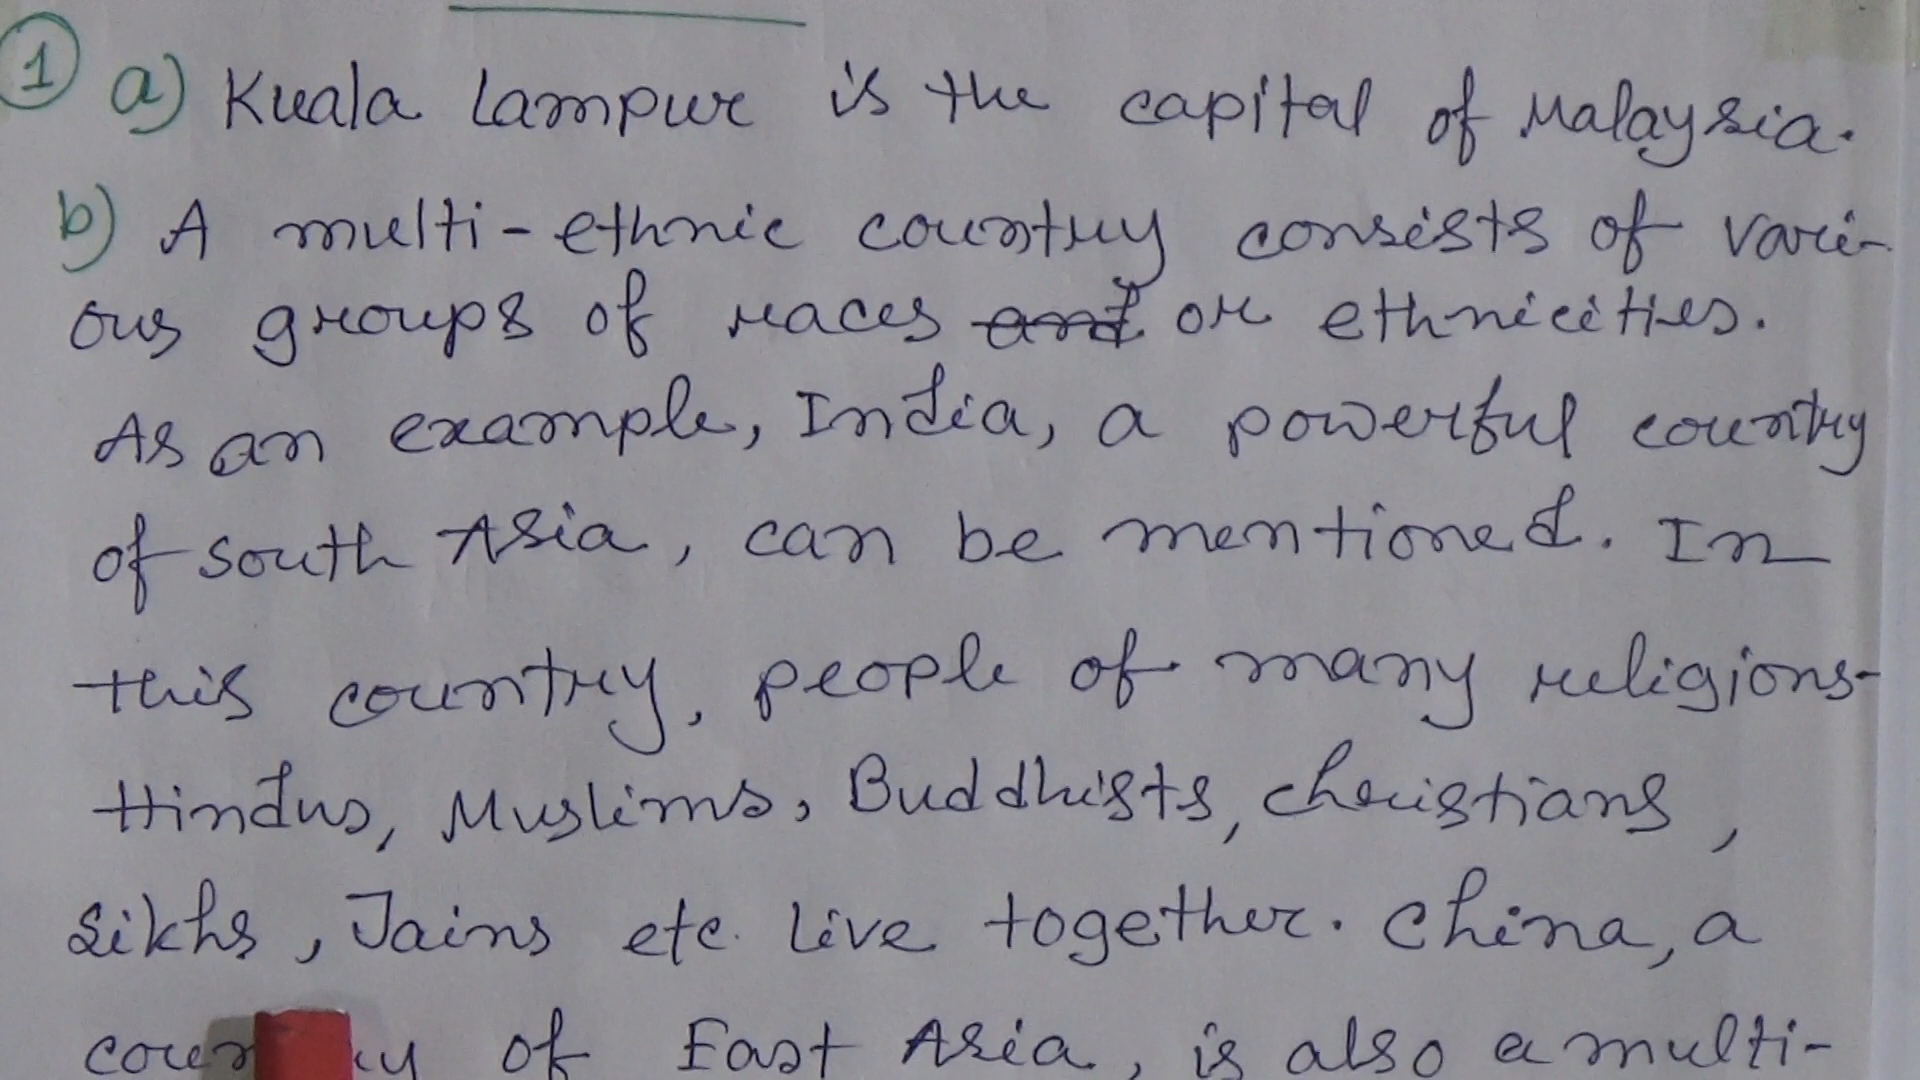 1 a) Kuala Lampur is the capital of Malaysia.
b) A multi-ethnic country consists of vari-
ous groups of races and or ethnicities.
As an example, India, a powerful country
of south Asia, can be mentioned. In
this country, people of many religions-
Hindus, Muslims, Buddhists, christians,
Sikhs, Jains etc. live together. China, a
of East Asia, is also a multi-